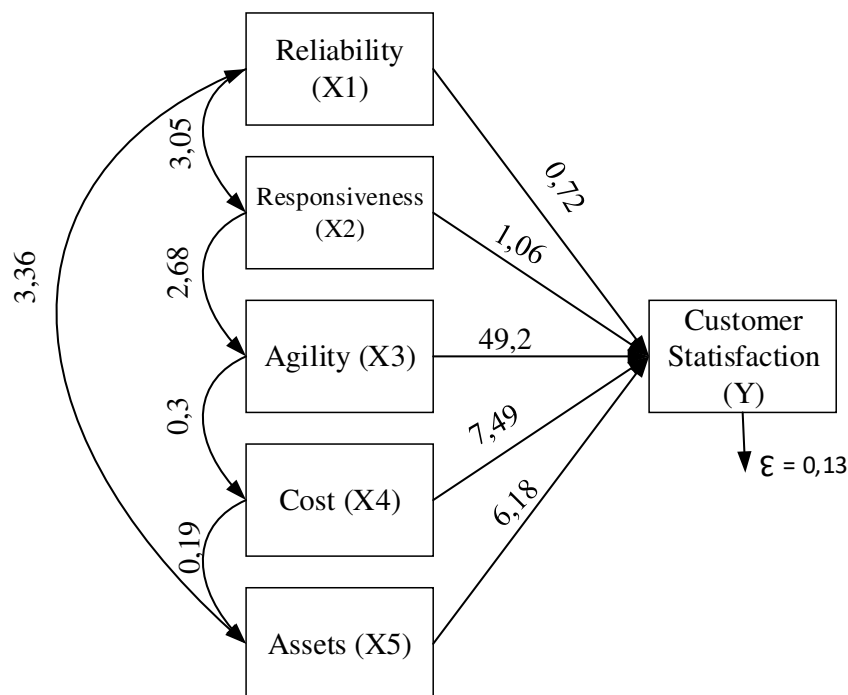 Reliability
(X1)
3,05
0,72
Responsiveness
(X2)
1,06
3,36
2,68
Agility (X3)
49,2
Customer
Statisfaction
(Y)
0,3
7,49
Cost (X4)
ε = 0,13
6,18
0,19
Assets (X5)